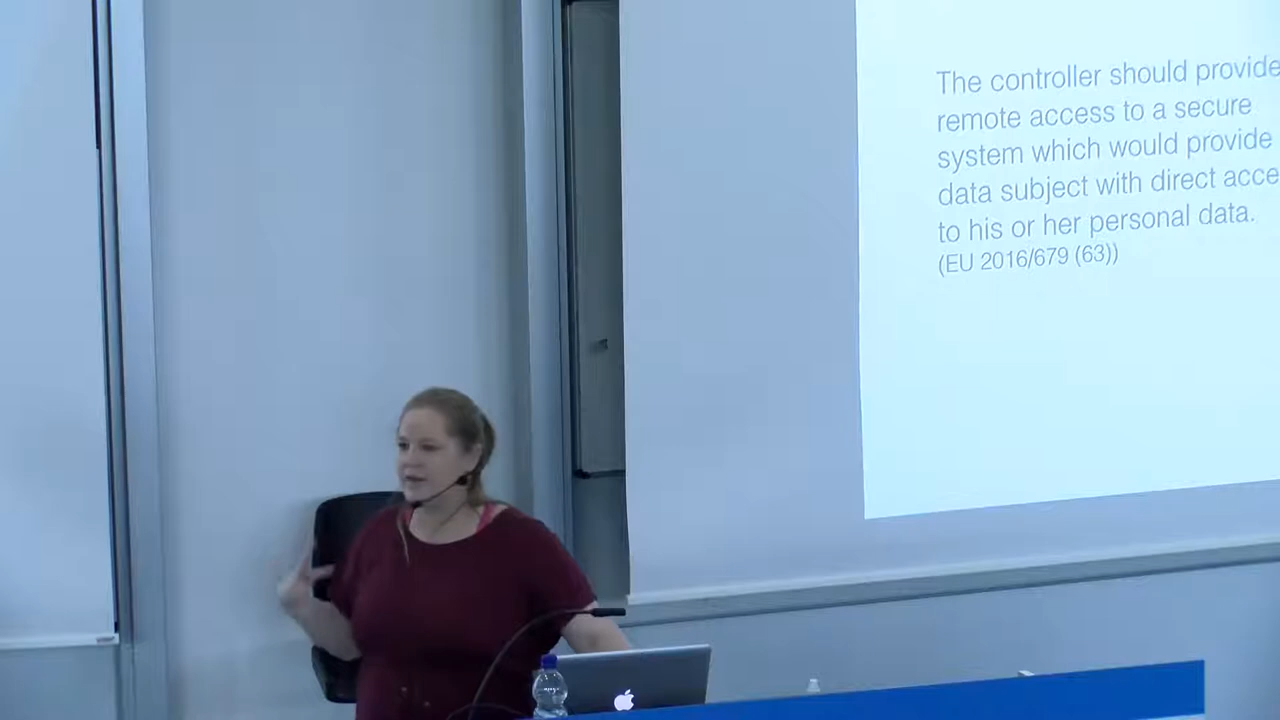 The controller should provide
remote access to a secure
system which would provide
data subject with direct
to his or her personal data.
(EU 2016/679 (63))